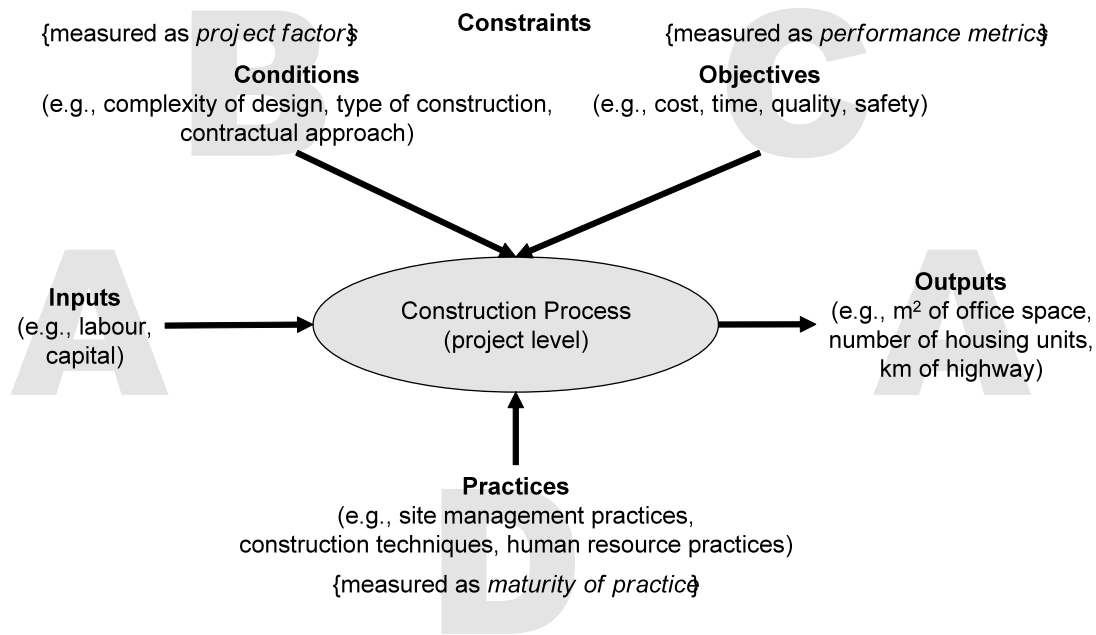 Constraints
{measured as project factors}
Conditions
(e.g., complexity of design, type of construction,
contractual approach)
B
{measured as performance metrics}
Objectives
(e.g., cost, time, quality, safety)
C
Inputs
(e.g., labour,
capital)
A
Construction Process
(project level)
Outputs
(e.g., m² of office space,
number of housing units,
km of highway)
A
Practices
(e.g., site management practices,
construction techniques, human resource practices)
{measured as maturity of practice}
D